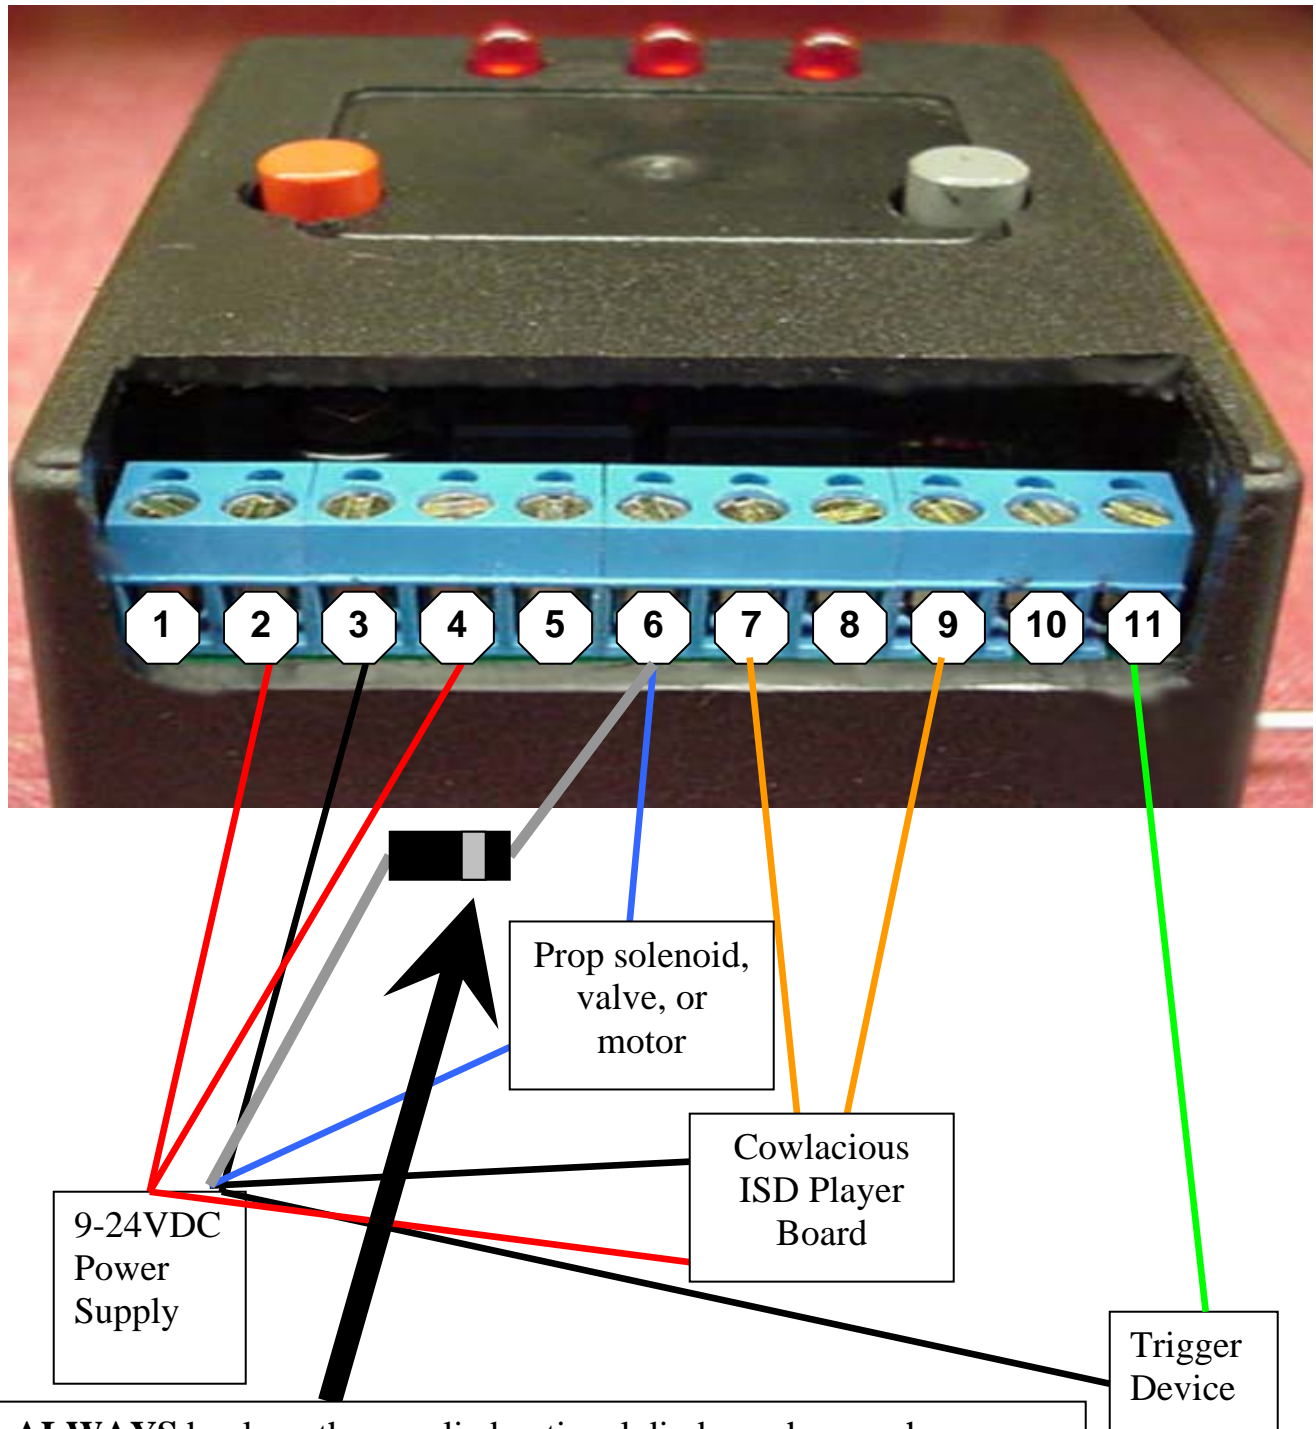 1 2 3 4 5 6 7 8 9 10 11
Prop solenoid,
valve, or
motor
Cowlacious
ISD Player
Board
9-24VDC
Power
Supply
Trigger
Device